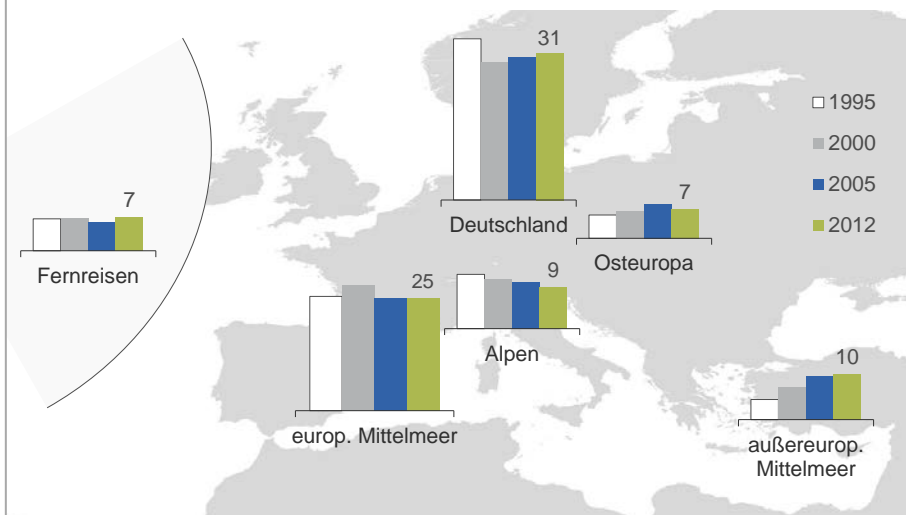 31
1995
2000
2005
2012
7
Deutschland
7
Osteuropa
Fernreisen
25
9
Alpen
10
europ. Mittelmeer
außereurop.
Mittelmeer